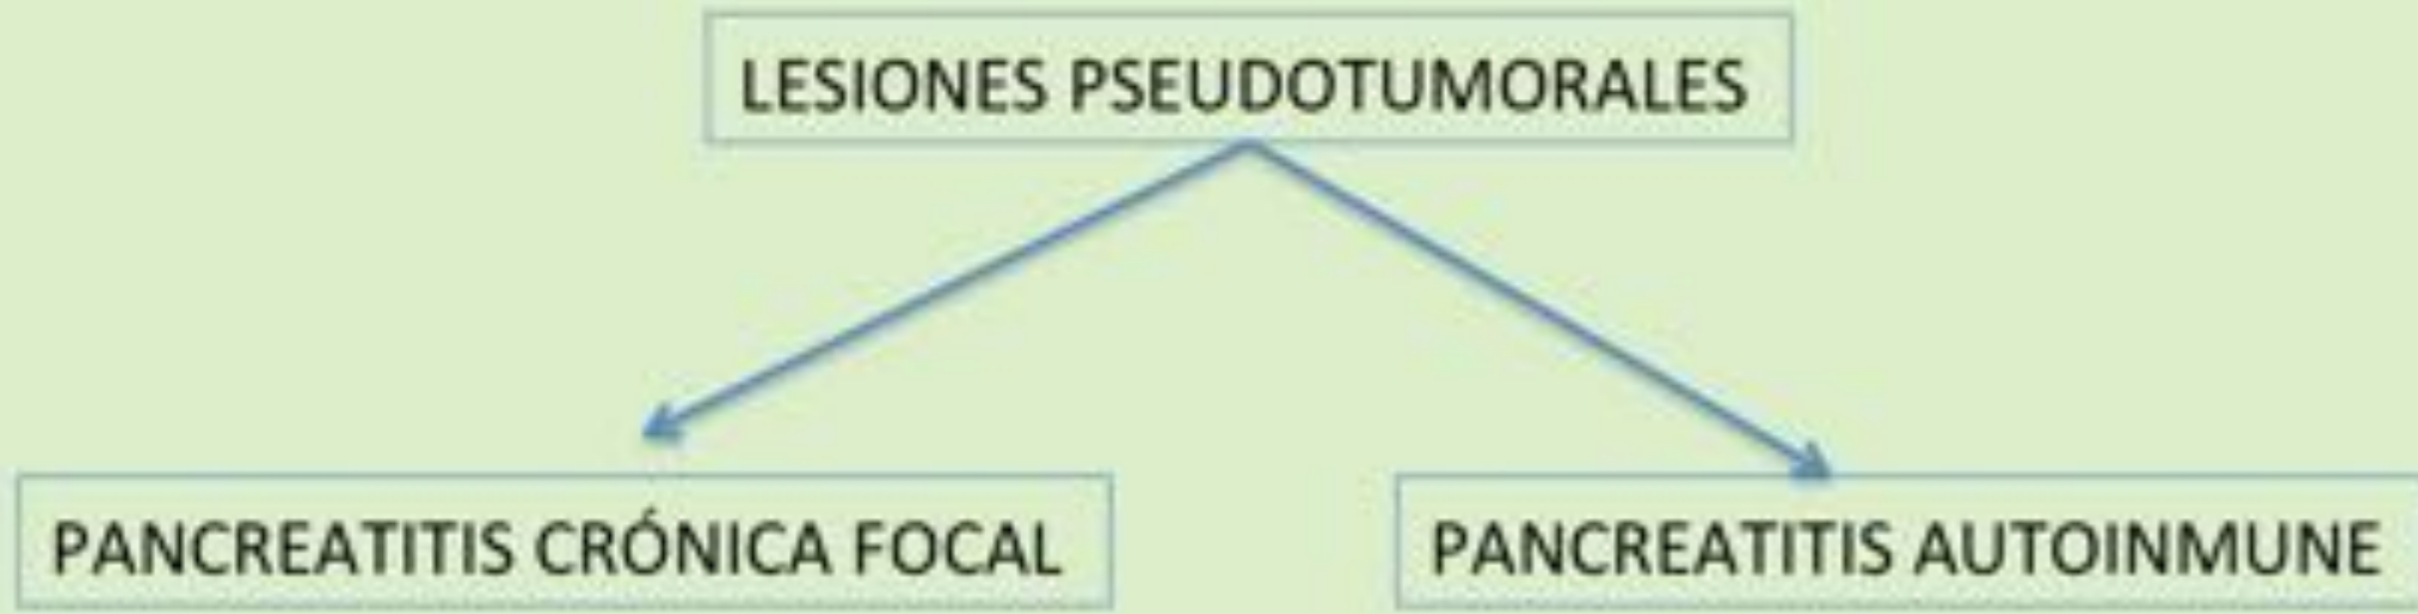 LESIONES PSEUDOTUMORALES
PANCREATITIS CRÓNICA FOCAL
PANCREATITIS AUTOINMUNE